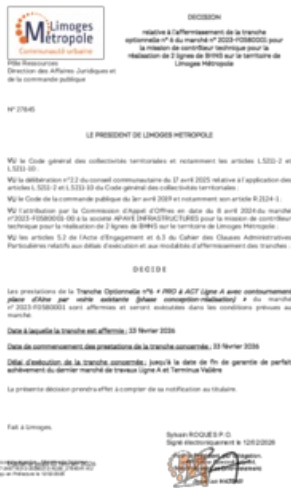 Limoges
Métropole
Communauté urbaine
Pôle Ressources
Direction des Affaires Juridiques et
de la commande publique
DECISION
relative à l'affermissement de la tranche
optionnelle n° 6 du marché n° 2023-F0580001 pour
la mission de contrôleur technique pour la
réalisation de 2 lignes de BHNS sur le territoire de
Limoges Métropole
N° 27845
LE PRESIDENT DE LIMOGES METROPOLE
VU le Code général des collectivités territoriales et notamment les articles L.5211-2 et
L.5211-10 ;
VU la délibération n°2.2 du conseil communautaire du 17 avril 2025 relative à l'application des
articles L.5211-2 et L.5211-10 du Code général des collectivités territoriales ;
VU le Code de la commande publique du 1er avril 2019 et notamment son article R.2124-1 ;
VU l'attribution par la Commission d'Appel d'Offres en date du 8 avril 2024 du marché
n°2023-F0580001-00 à la société APAVE INFRASTRUCTURES pour la mission de contrôleur
technique pour la réalisation de 2 lignes de BHNS sur le territoire de Limoges Métropole ;
VU les articles 5.2 de l'Acte d'Engagement et 6.3 du Cahier des Clauses Administratives
Particulières relatifs aux délais d'exécution et aux modalités d'affermissement des tranches ;
DECIDE
Les prestations de la Tranche Optionnelle n°6 « PRO à ACT Ligne A avec contournement
place d'Aine par voirie existante (phase conception-réalisation) » du marché
n° 2023-F0580001 sont affermies et seront exécutées dans les conditions prévues au
marché.
Date à laquelle la tranche est affermie : 23 février 2026
Date de commencement des prestations de la tranche concernée : 23 février 2026
Délai d'exécution de la tranche concernée : jusqu'à la date de fin de garantie de parfait
achèvement du dernier marché de travaux Ligne A et Terminus Valière
La présente décision prendra effet à compter de sa notification au titulaire.
Fait à Limoges,
Sylvain ROQUES P.O.
Signé électroniquement le 12/02/2026